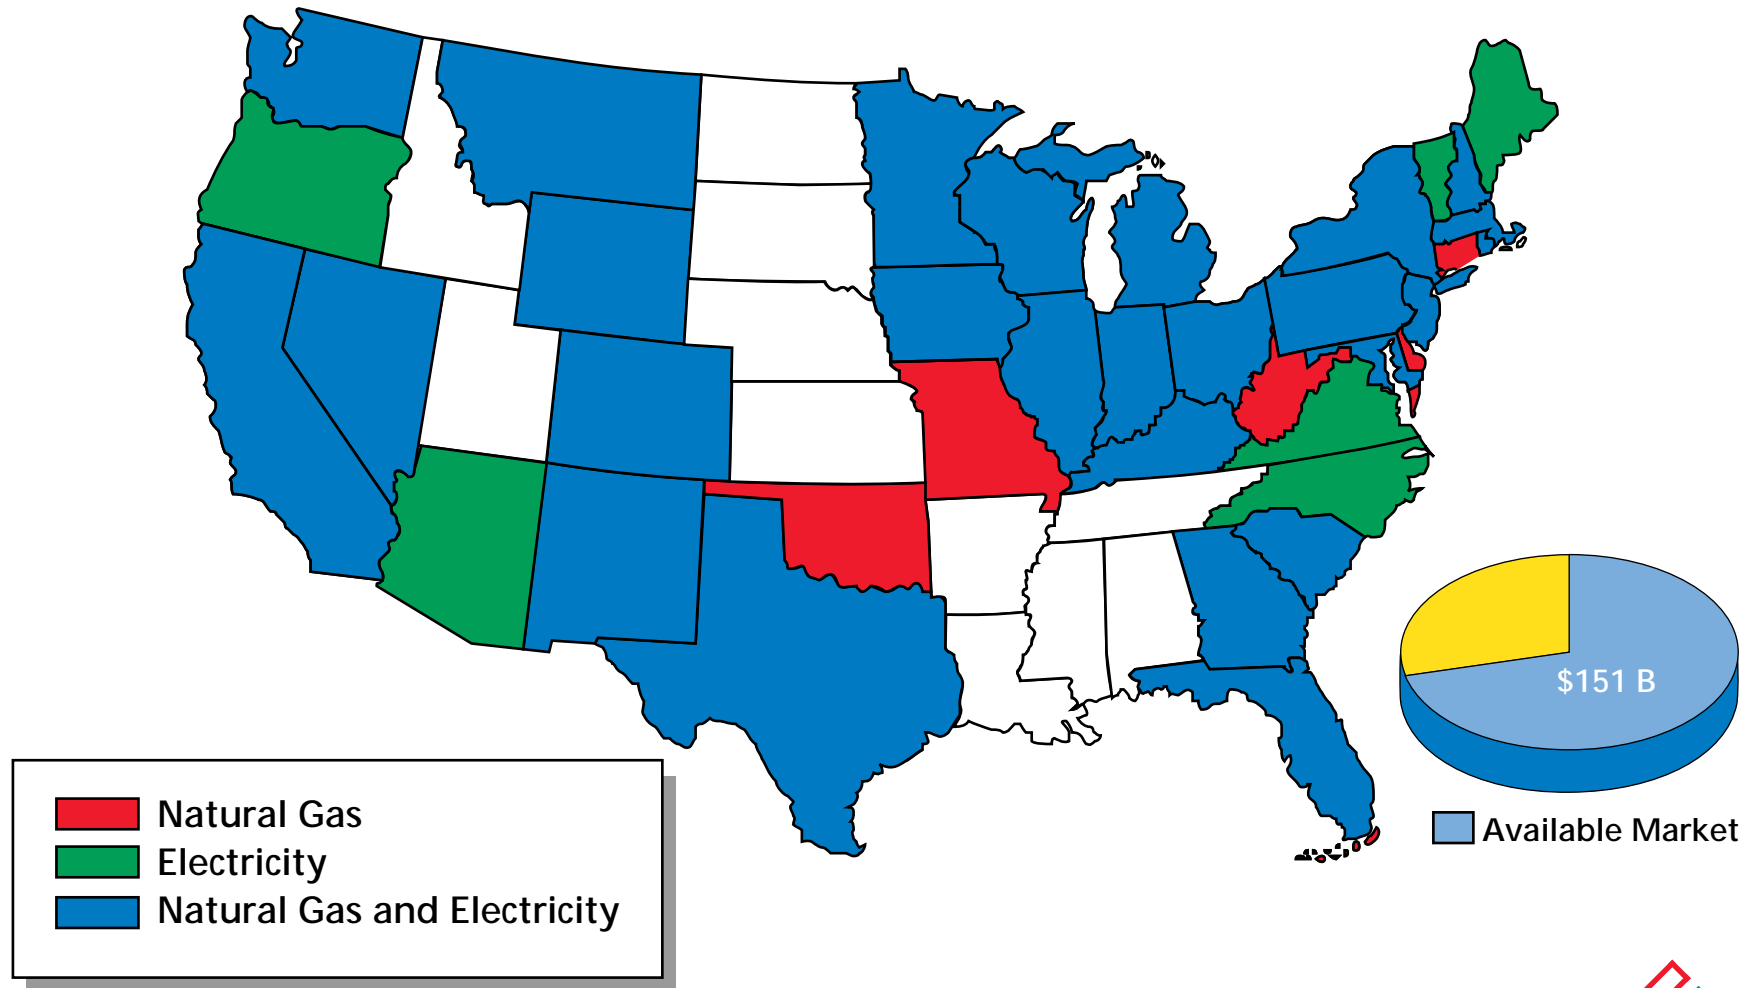 $151 B
Available Market
Natural Gas
Electricity
Natural Gas and Electricity